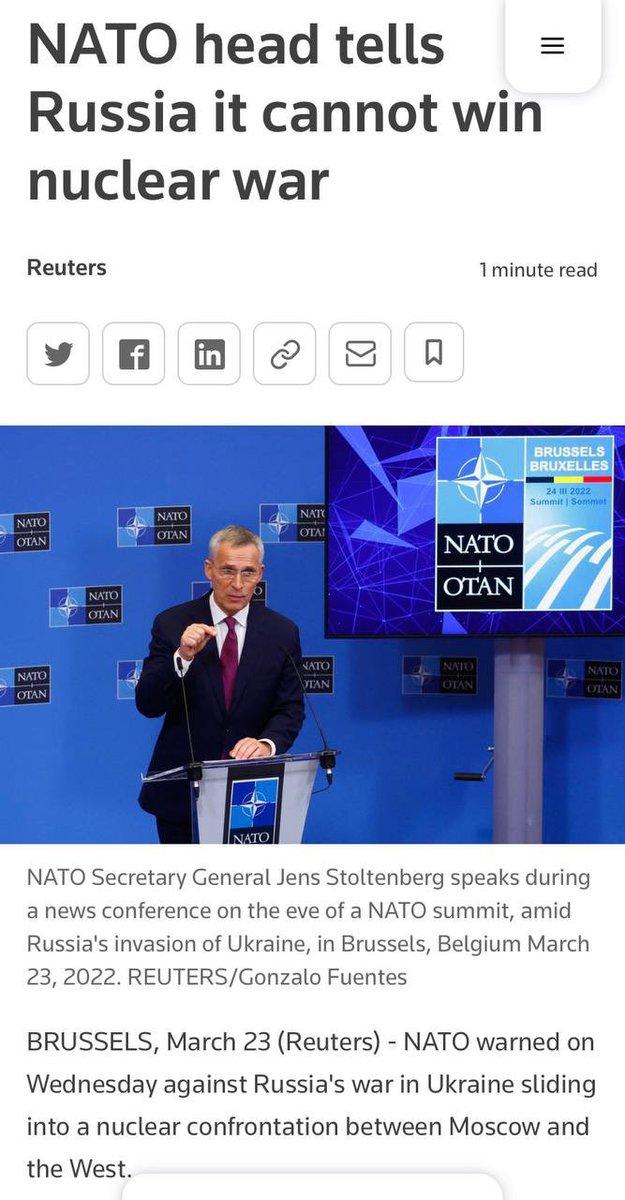 NATO head tells
Russia it cannot win
nuclear war
Reuters
1 minute read
NATO
OTAN
NATO
OTAN
NATO
OTAN
NATO
OTAN
NATO
OTAN
NATO
OTAN
NATO
OTAN
NATO
OTAN
NATO
BRUSSELS
BRUXELLES
24 III 2022
Summit | Sommet
NATO
OTAN
NATO Secretary General Jens Stoltenberg speaks during
a news conference on the eve of a NATO summit, amid
Russia's invasion of Ukraine, in Brussels, Belgium March
23, 2022. REUTERS/Gonzalo Fuentes
BRUSSELS, March 23 (Reuters) - NATO warned on
Wednesday against Russia's war in Ukraine sliding
into a nuclear confrontation between Moscow and
the West.